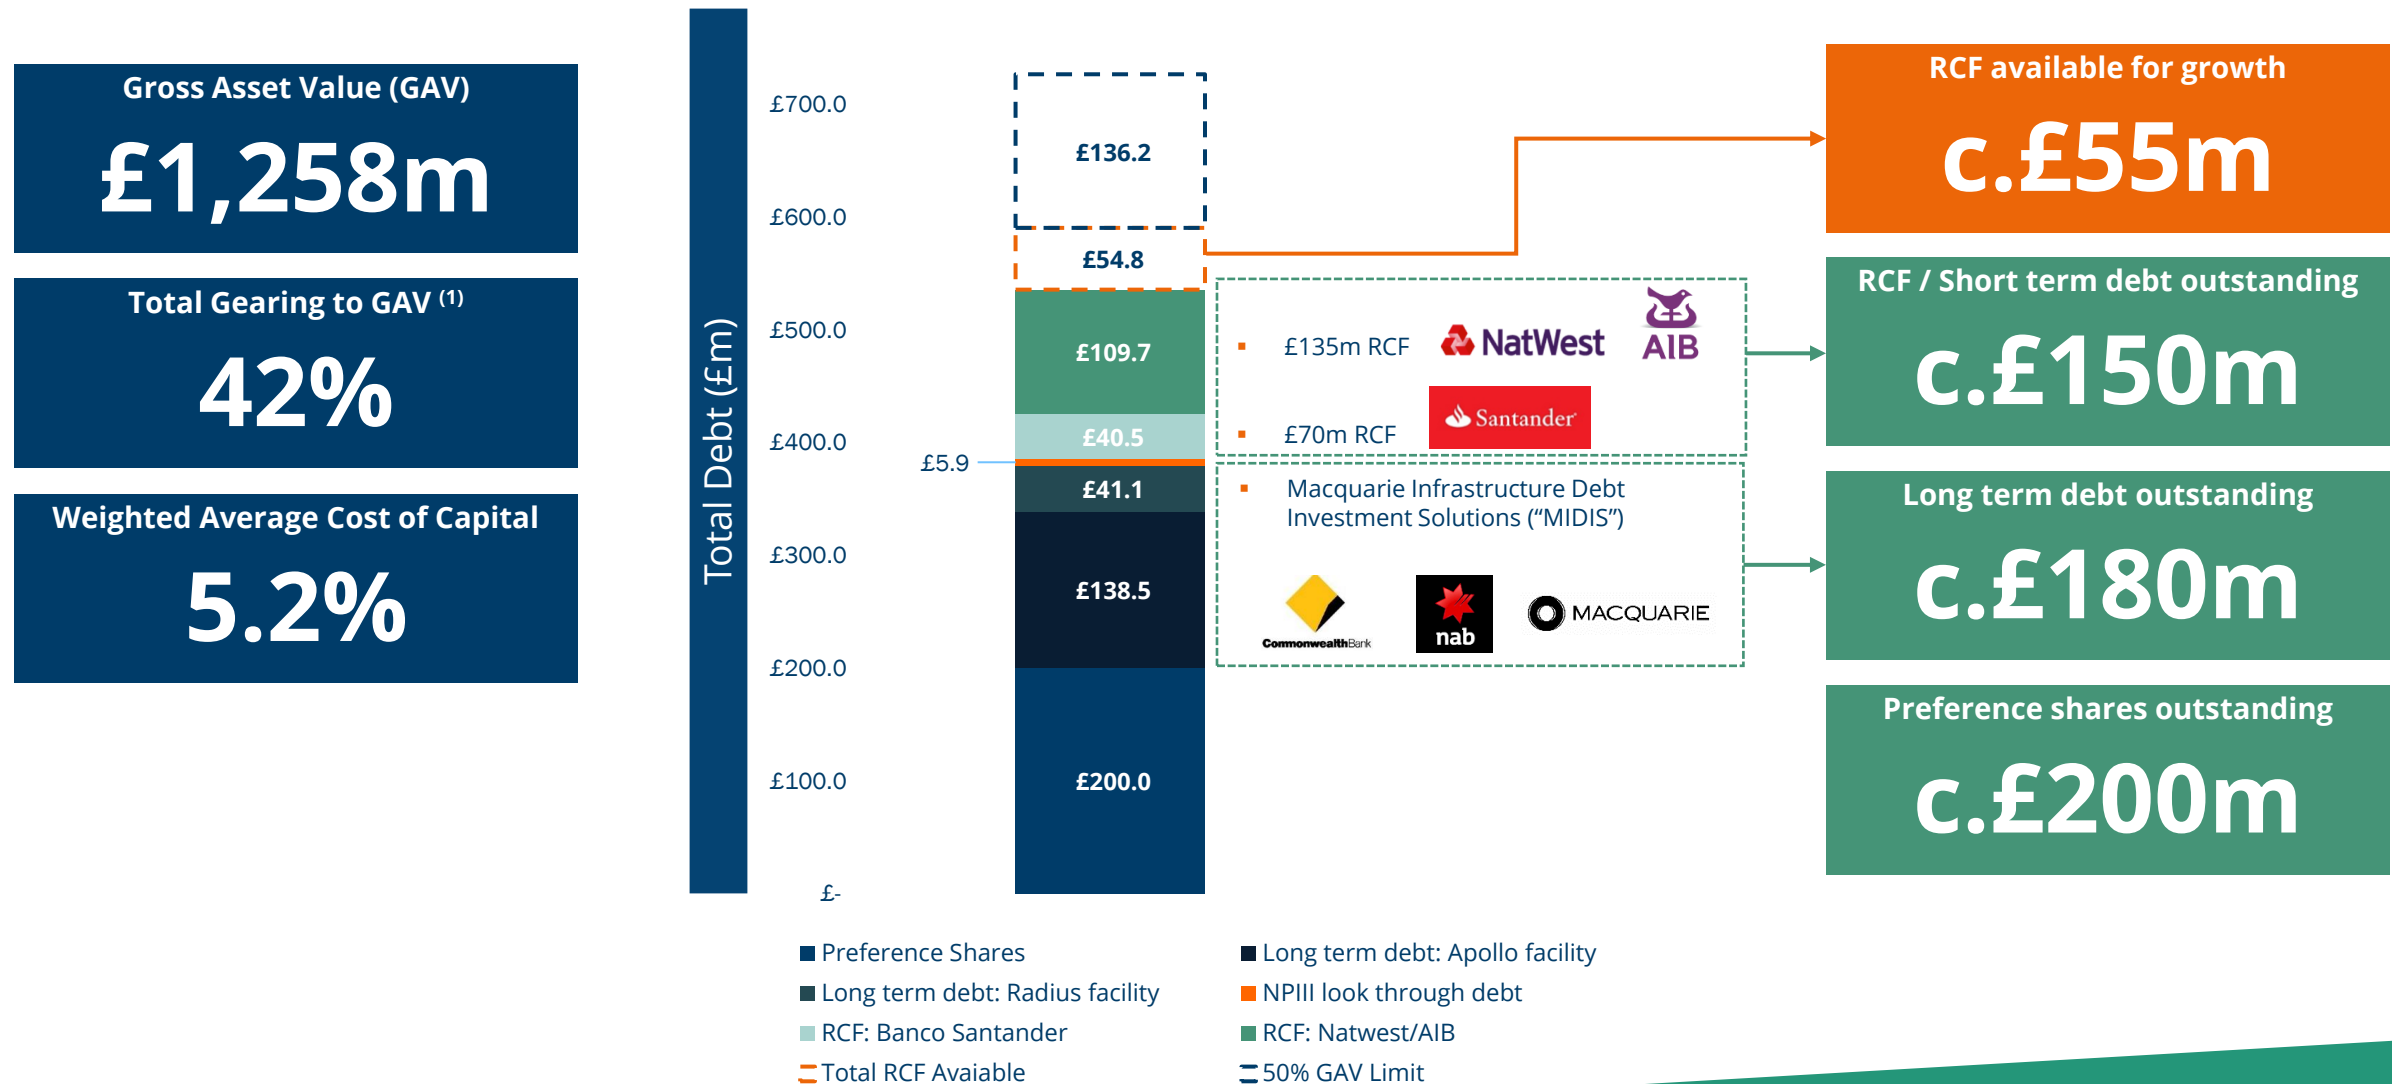 Gross Asset Value (GAV)
£1,258m
Total Gearing to GAV (1)
42%
Weighted Average Cost of Capital
5.2%
Total Debt (£m)
£700.0
£600.0
£500.0
£400.0
£300.0
£200.0
£100.0
£-
£136.2
£54.8
£109.7
£40.5
£5.9
£41.1
£138.5
£200.0
£135m RCF
NatWest
AIB
£70m RCF
Santander
Macquarie Infrastructure Debt
Investment Solutions (“MIDIS”)
CommonwealthBank
nab
MACQUARIE
RCF available for growth
c.£55m
RCF / Short term debt outstanding
c.£150m
Long term debt outstanding
c.£180m
Preference shares outstanding
c.£200m
Preference Shares
Long term debt: Apollo facility
Long term debt: Radius facility
NPIII look through debt
RCF: Banco Santander
RCF: Natwest/AIB
Total RCF Avaiable
50% GAV Limit